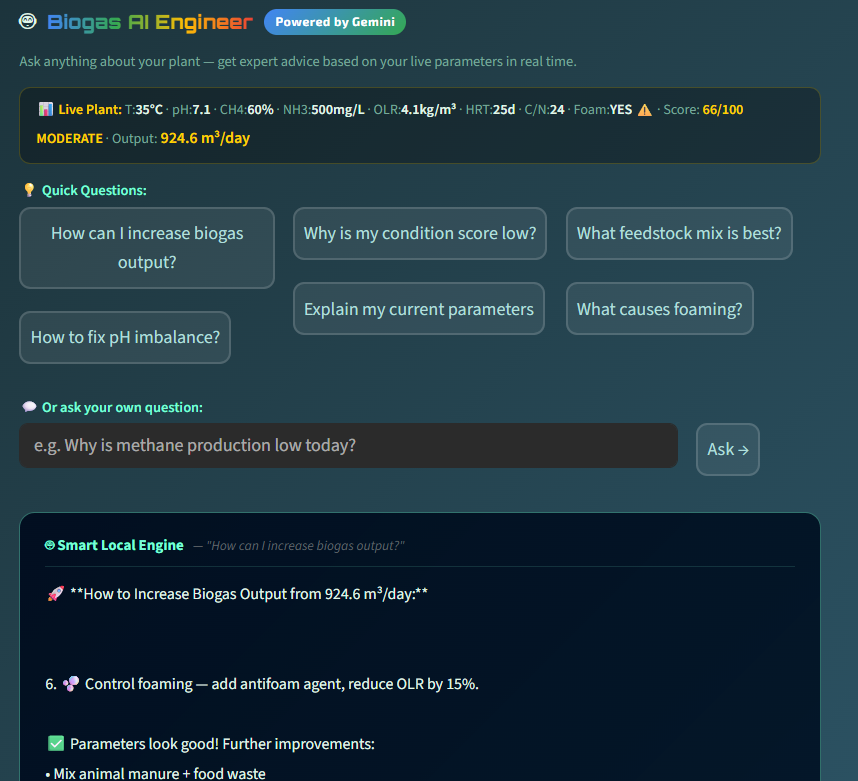 Biogas AI Engineer Powered by Gemini
Ask anything about your plant — get expert advice based on your live parameters in real time.
📊 Live Plant: T:35°C · pH:7.1 · CH4:60% · NH3:500mg/L · OLR:4.1kg/m³ · HRT:25d · C/N:24 · Foam:YES ⚠️ · Score: 66/100
MODERATE · Output: 924.6 m³/day
💡 Quick Questions:
How can I increase biogas
output?
Why is my condition score low?
What feedstock mix is best?
How to fix pH imbalance?
Explain my current parameters
What causes foaming?
💬 Or ask your own question:
e.g. Why is methane production low today?
Ask →
Smart Local Engine — "How can I increase biogas output?"
🚀 **How to Increase Biogas Output from 924.6 m³/day:**
6. 🫧 Control foaming — add antifoam agent, reduce OLR by 15%.
✅ Parameters look good! Further improvements:
• Mix animal manure + food waste